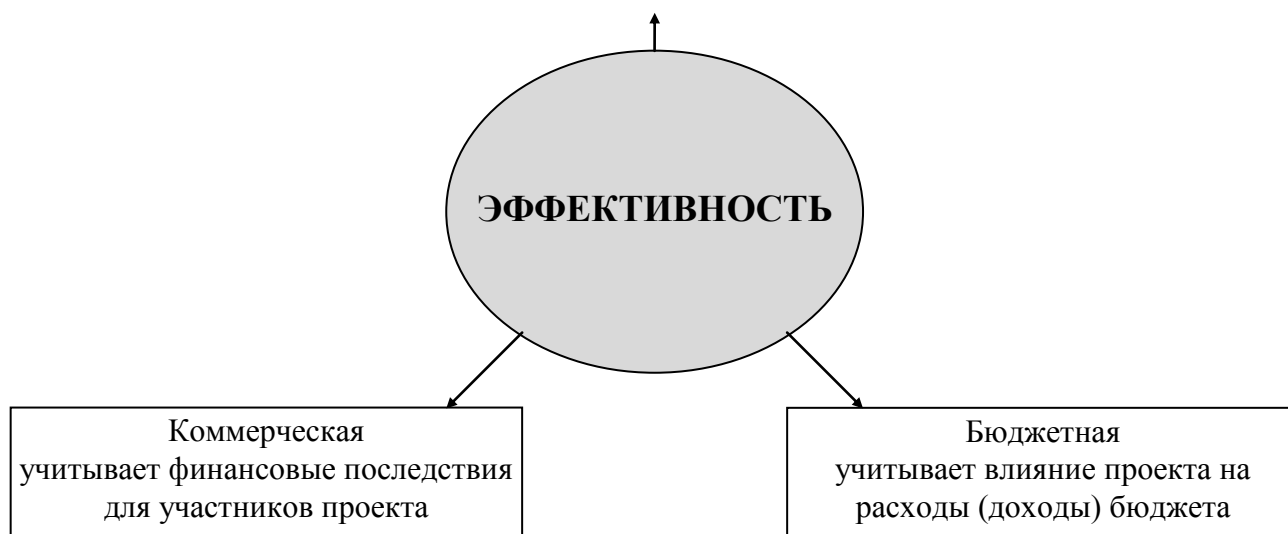 ЭФФЕКТИВНОСТЬ
Коммерческая
учитывает финансовые последствия
для участников проекта
Бюджетная
учитывает влияние проекта на
расходы (доходы) бюджета